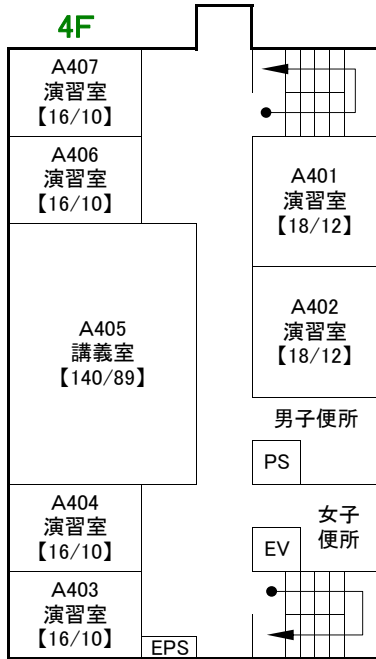 4F
A407
演習室
【16/10】
A406
演習室
【16/10】
A401
演習室
【18/12】
A402
演習室
【18/12】
A405
講義室
【140/89】
男子便所
PS
A404
演習室
【16/10】
女子
便所
EV
A403
演習室
【16/10】
EPS